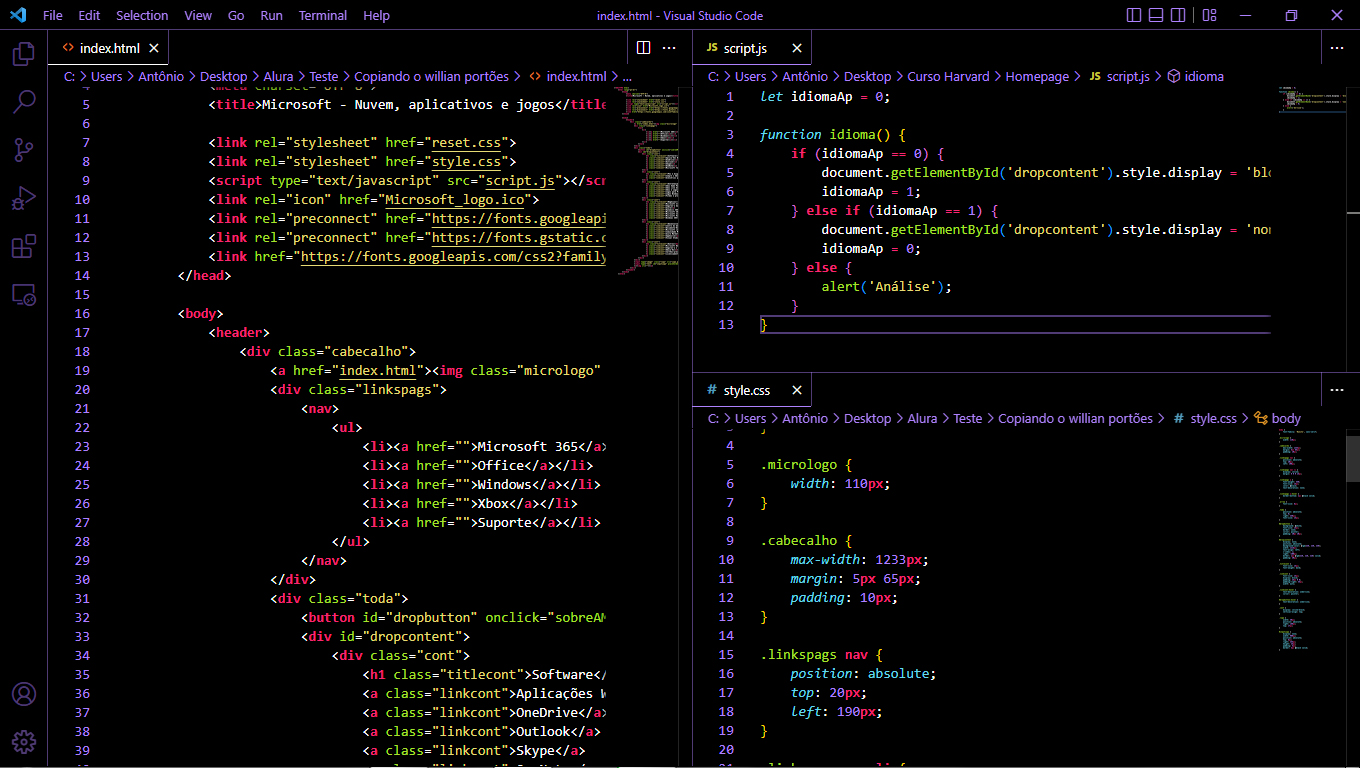 File Edit Selection View Go Run Terminal Help
index.html - Visual Studio Code
<> index.html
C: > Users > Antônio > Desktop > Alura > Teste > Copiando o willian portões > <> index.html > ...
5 <title>Microsoft - Nuvem, aplicativos e jogos</title
6
7 <link rel="stylesheet" href="reset.css">
8 <link rel="stylesheet" href="style.css">
9 <script type="text/javascript" src="script.js"></scr
10 <link rel="icon" href="Microsoft_logo.ico">
11 <link rel="preconnect" href="https://fonts.googleapi
12 <link rel="preconnect" href="https://fonts.gstatic.c
13 <link href="https://fonts.googleapis.com/css2?family
14 </head>
15
16 <body>
17 <header>
18 <div class="cabecalho">
19 <a href="index.html"><img class="micrologo"
20 <div class="linkspags">
21 <nav>
22 <ul>
23 <li><a href="">Microsoft 365</a>
24 <li><a href="">Office</a></li>
25 <li><a href="">Windows</a></li>
26 <li><a href="">Xbox</a></li>
27 <li><a href="">Suporte</a></li>
28 </ul>
29 </nav>
30 </div>
31 <div class="toda">
32 <button id="dropbutton" onclick="sobreAM
33 <div id="dropcontent">
34 <div class="cont">
35 <h1 class="titlecont">Software</
36 <a class="linkcont">Aplicações W
37 <a class="linkcont">OneDrive</a>
38 <a class="linkcont">Outlook</a>
39 <a class="linkcont">Skype</a>
JS script.js
C: > Users > Antônio > Desktop > Curso Harvard > Homepage > JS script.js > idioma
1 let idiomaAp = 0;
2
3 function idioma() {
4 if (idiomaAp == 0) {
5 document.getElementById('dropcontent').style.display = 'blo
6 idiomaAp = 1;
7 } else if (idiomaAp == 1) {
8 document.getElementById('dropcontent').style.display = 'non
9 idiomaAp = 0;
10 } else {
11 alert('Análise');
12 }
13 }
# style.css
C: > Users > Antônio > Desktop > Alura > Teste > Copiando o willian portões > # style.css > body
4
5 .micrologo {
6 width: 110px;
7 }
8
9 .cabecalho {
10 max-width: 1233px;
11 margin: 5px 65px;
12 padding: 10px;
13 }
14
15 .linkspags nav {
16 position: absolute;
17 top: 20px;
18 left: 190px;
19 }
20